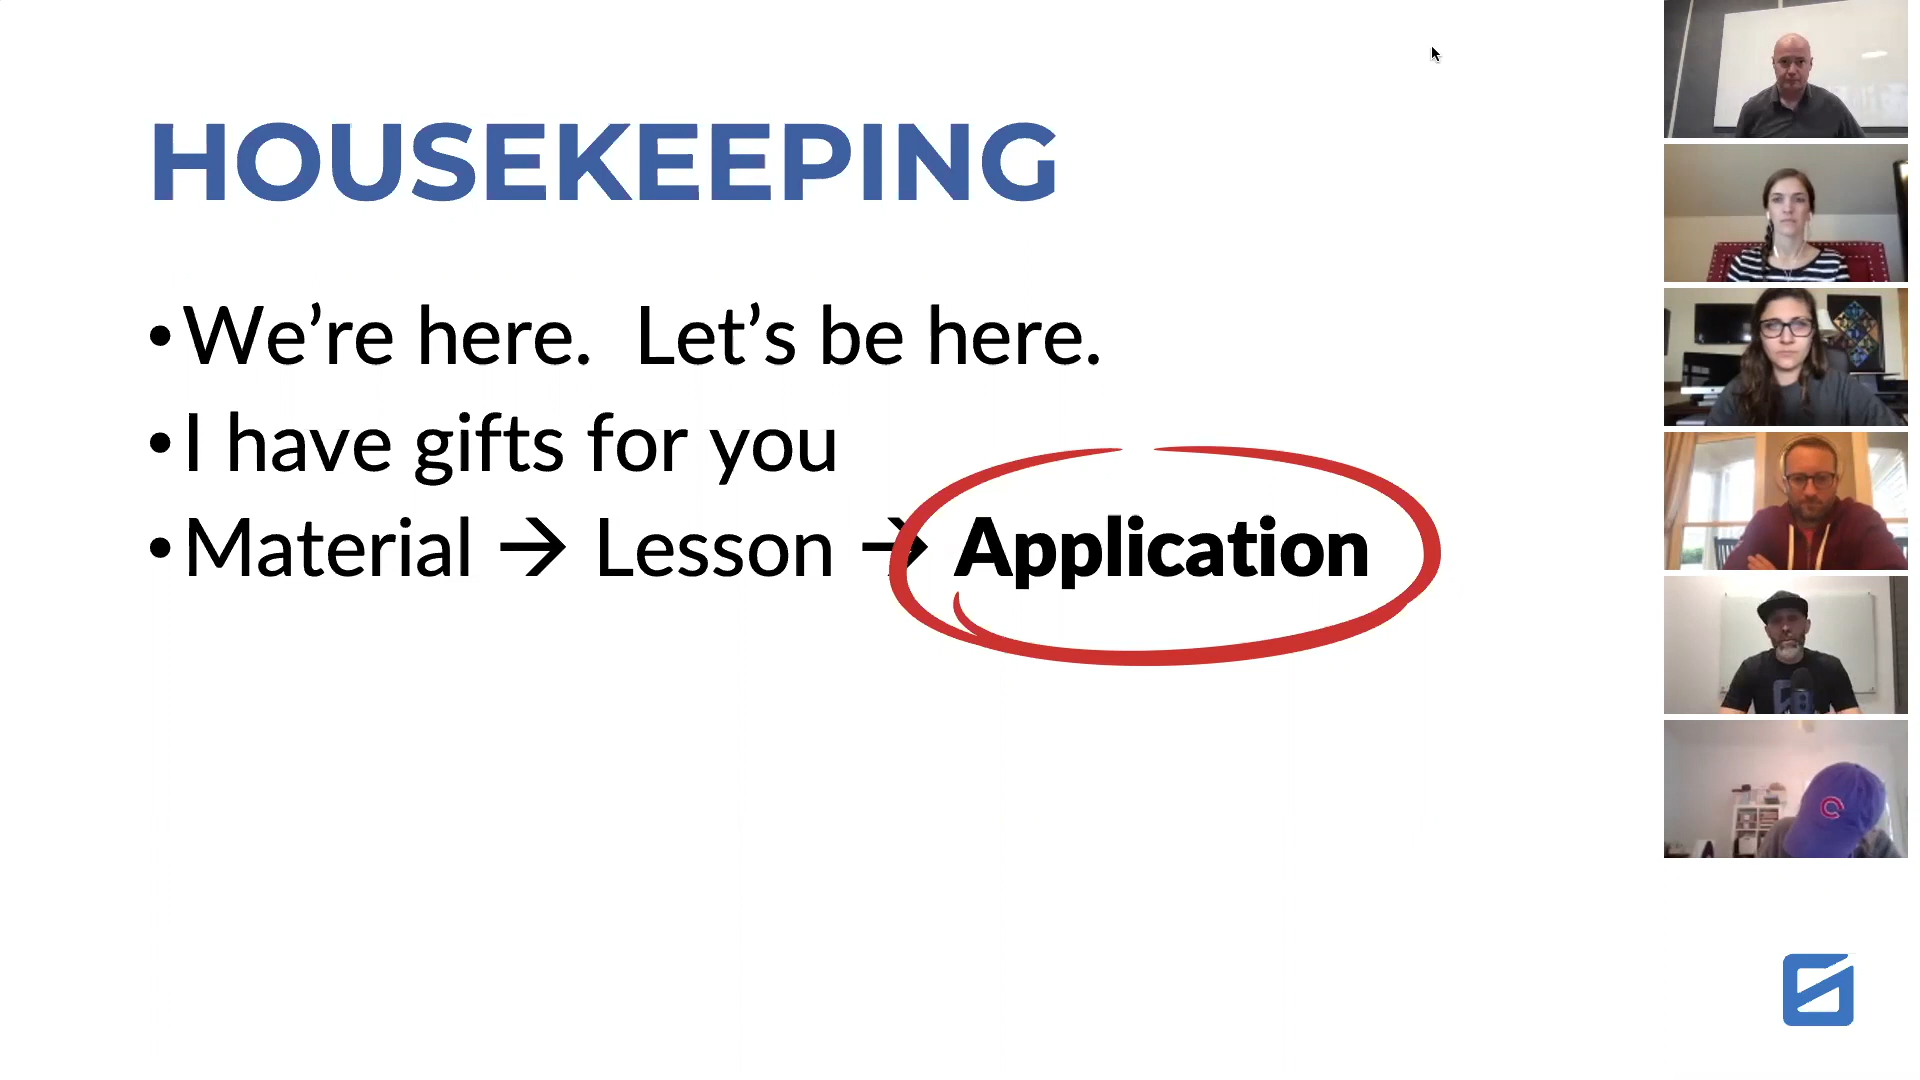 HOUSEKEEPING
•We’re here.  Let’s be here.
•I have gifts for you
•Material → Lesson → Application